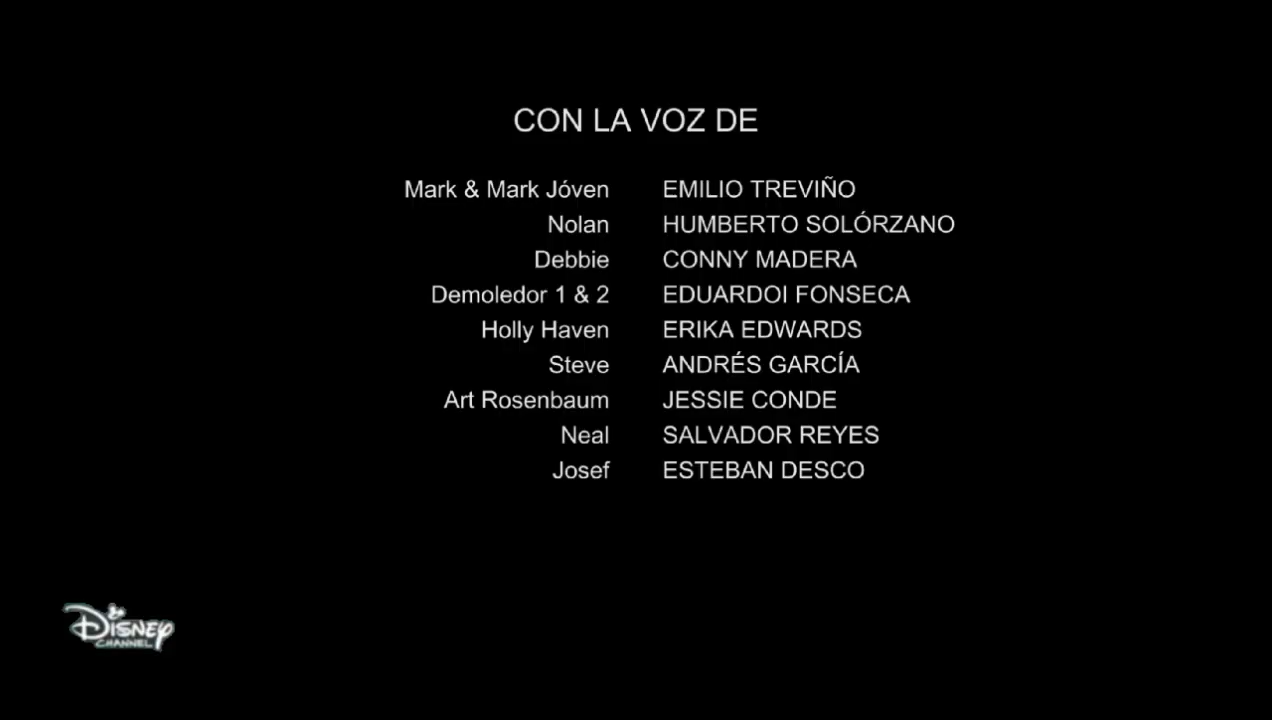 CON LA VOZ DE
Mark & Mark Jóven EMILIO TREVIÑO
Nolan HUMBERTO SOLÓRZANO
Debbie CONNY MADERA
Demoledor 1 & 2 EDUARDOI FONSECA
Holly Haven ERIKA EDWARDS
Steve ANDRÉS GARCÍA
Art Rosenbaum JESSIE CONDE
Neal SALVADOR REYES
Josef ESTEBAN DESCO
DISNEY
CHANNEL